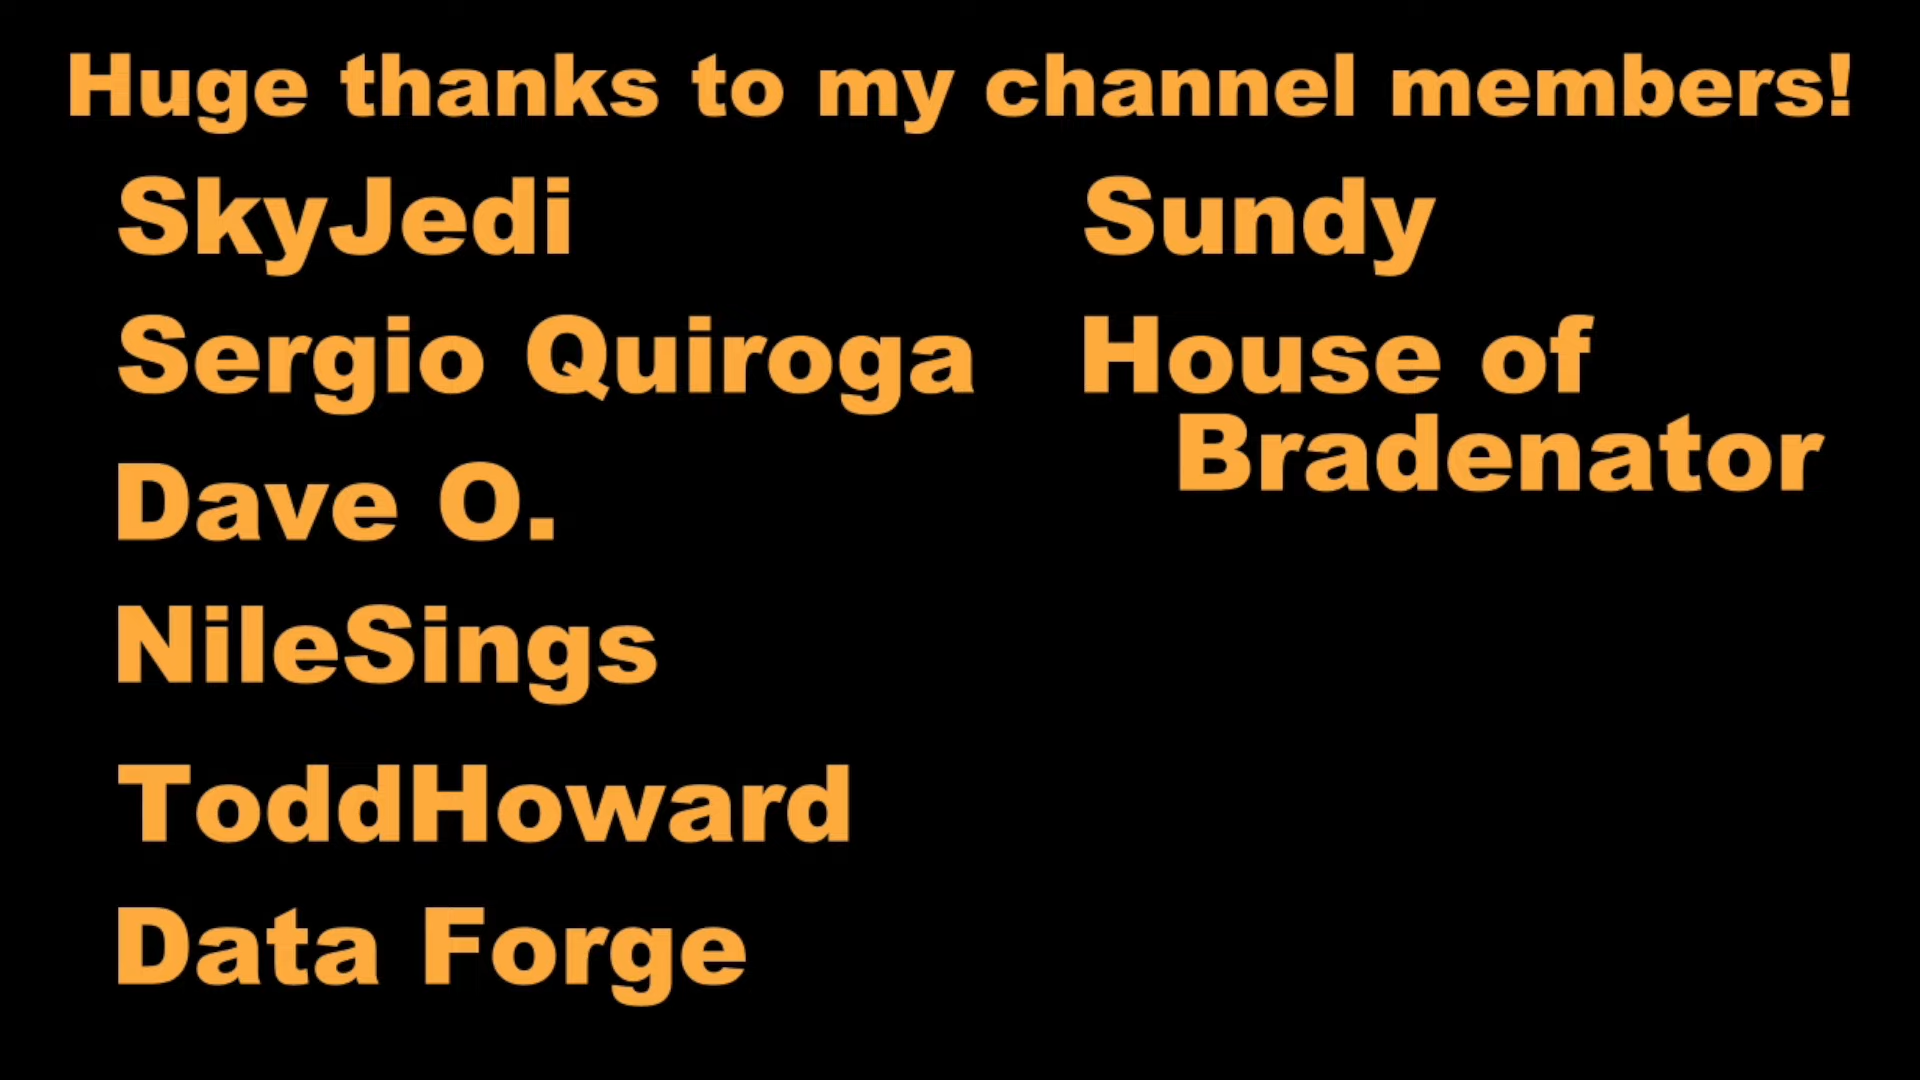 Huge thanks to my channel members!
SkyJedi
Sergio Quiroga
Dave O.
NileSings
ToddHoward
Data Forge
Sundy
House of
Bradenator